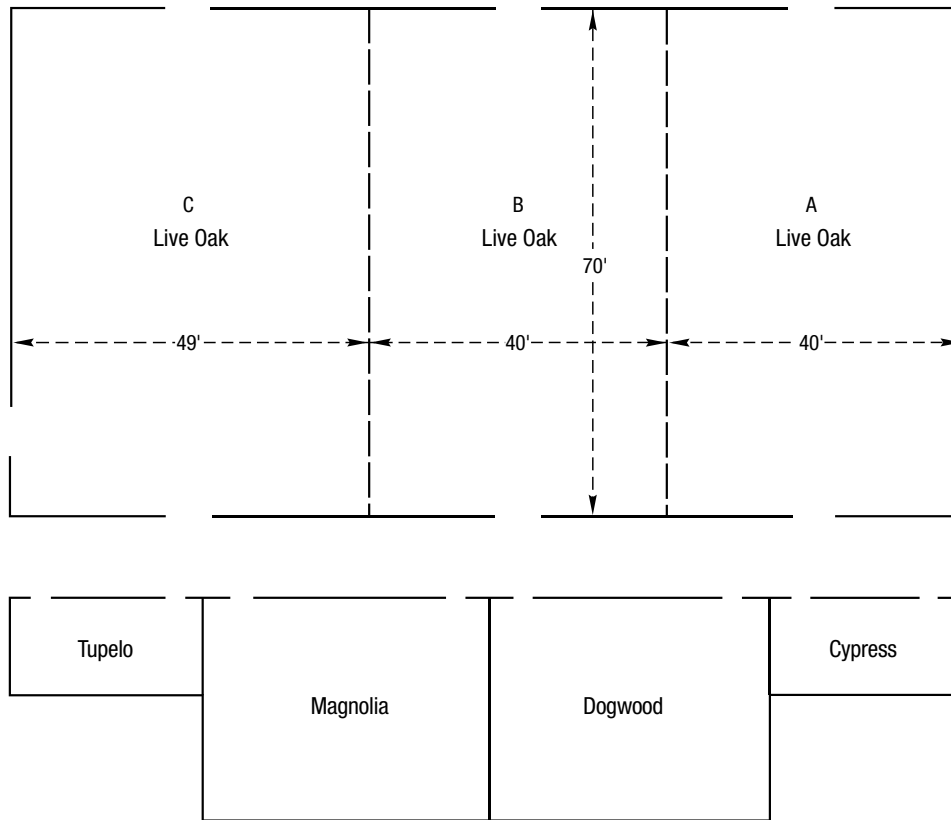 C
Live Oak
B
Live Oak
A
Live Oak
70'
49'
40'
40'
Tupelo
Magnolia
Dogwood
Cypress